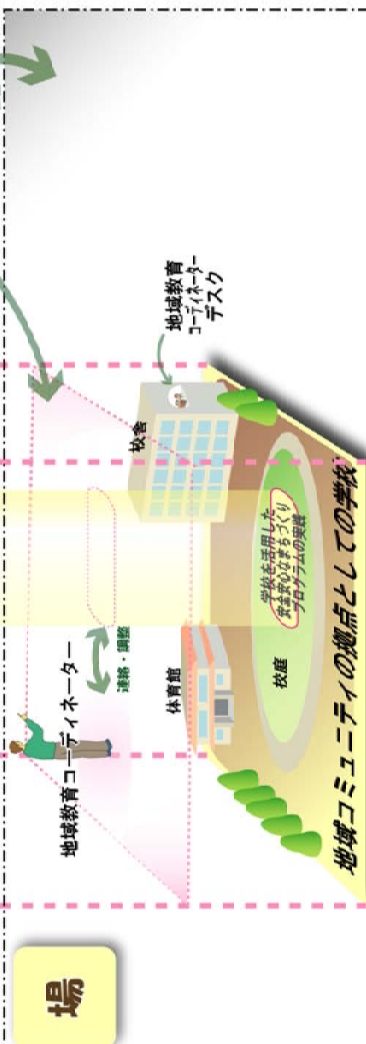 場
地域教育コーディネーター
連絡・調整
体育館
校舎
地域教育
コーディネーター
デスク
校庭
学校を活用した
安全安心なまちづくり
プログラムの実践
地域コミュニティの拠点としての学校